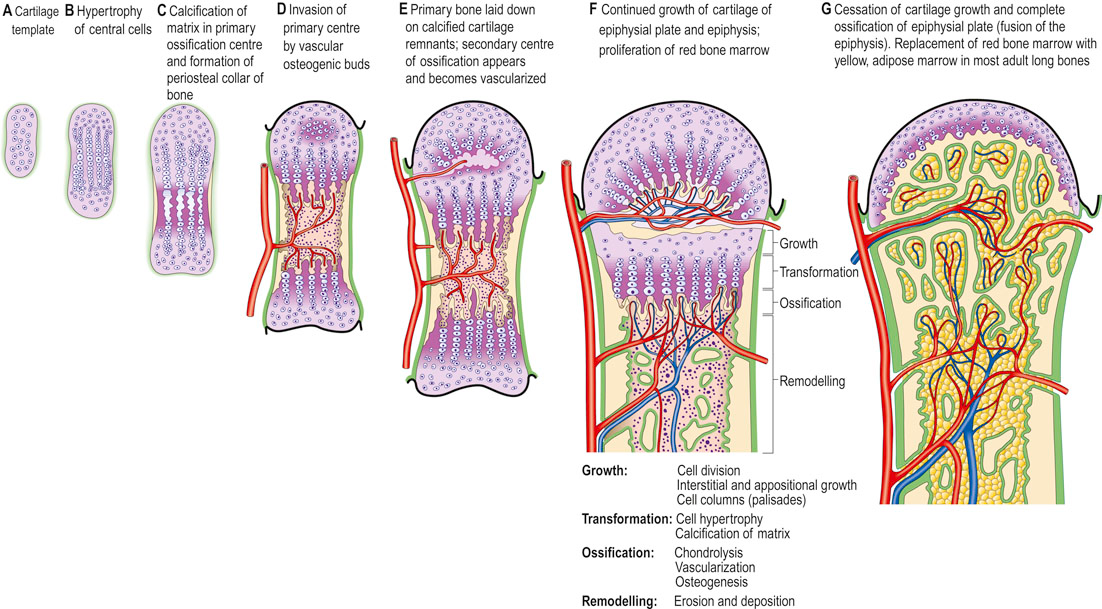 A Cartilage
template
B Hypertrophy
of central cells
C Calcification of
matrix in primary
ossification centre
and formation of
periosteal collar of
bone
D Invasion of
primary centre
by vascular
osteogenic buds
E Primary bone laid down
on calcified cartilage
remnants; secondary centre
of ossification appears
and becomes vascularized
F Continued growth of cartilage of
epiphysial plate and epiphysis;
proliferation of red bone marrow
G Cessation of cartilage growth and complete
ossification of epiphysial plate (fusion of the
epiphysis). Replacement of red bone marrow with
yellow, adipose marrow in most adult long bones
Growth
Transformation
Ossification
Remodelling
Growth: Cell division
Interstitial and appositional growth
Cell columns (palisades)
Transformation: Cell hypertrophy
Calcification of matrix
Ossification: Chondrolysis
Vascularization
Osteogenesis
Remodelling: Erosion and deposition